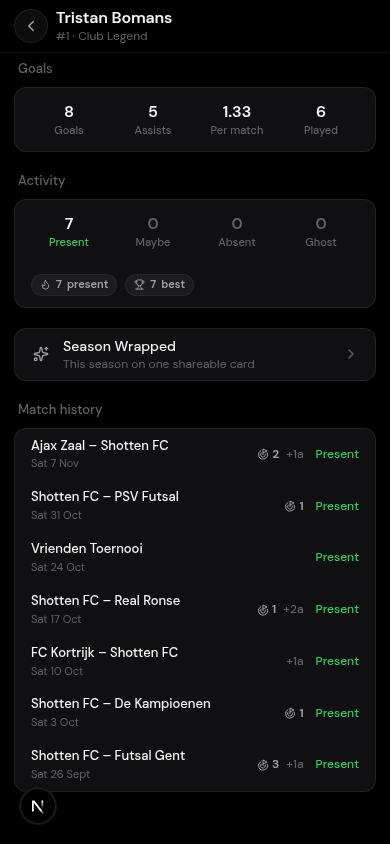 Tristan Bomans
#1 · Club Legend
Goals
8 5 1.33 6
Goals Assists Per match Played
Activity
7 0 0 0
Present Maybe Absent Ghost
7 present 7 best
Season Wrapped
This season on one shareable card
Match history
Ajax Zaal – Shotten FC 2 +1a Present
Sat 7 Nov
Shotten FC – PSV Futsal 1 Present
Sat 31 Oct
Vrienden Toernooi Present
Sat 24 Oct
Shotten FC – Real Ronse 1 +2a Present
Sat 17 Oct
FC Kortrijk – Shotten FC +1a Present
Sat 10 Oct
Shotten FC – De Kampioenen 1 Present
Sat 3 Oct
Shotten FC – Futsal Gent 3 +1a Present
Sat 26 Sept
N